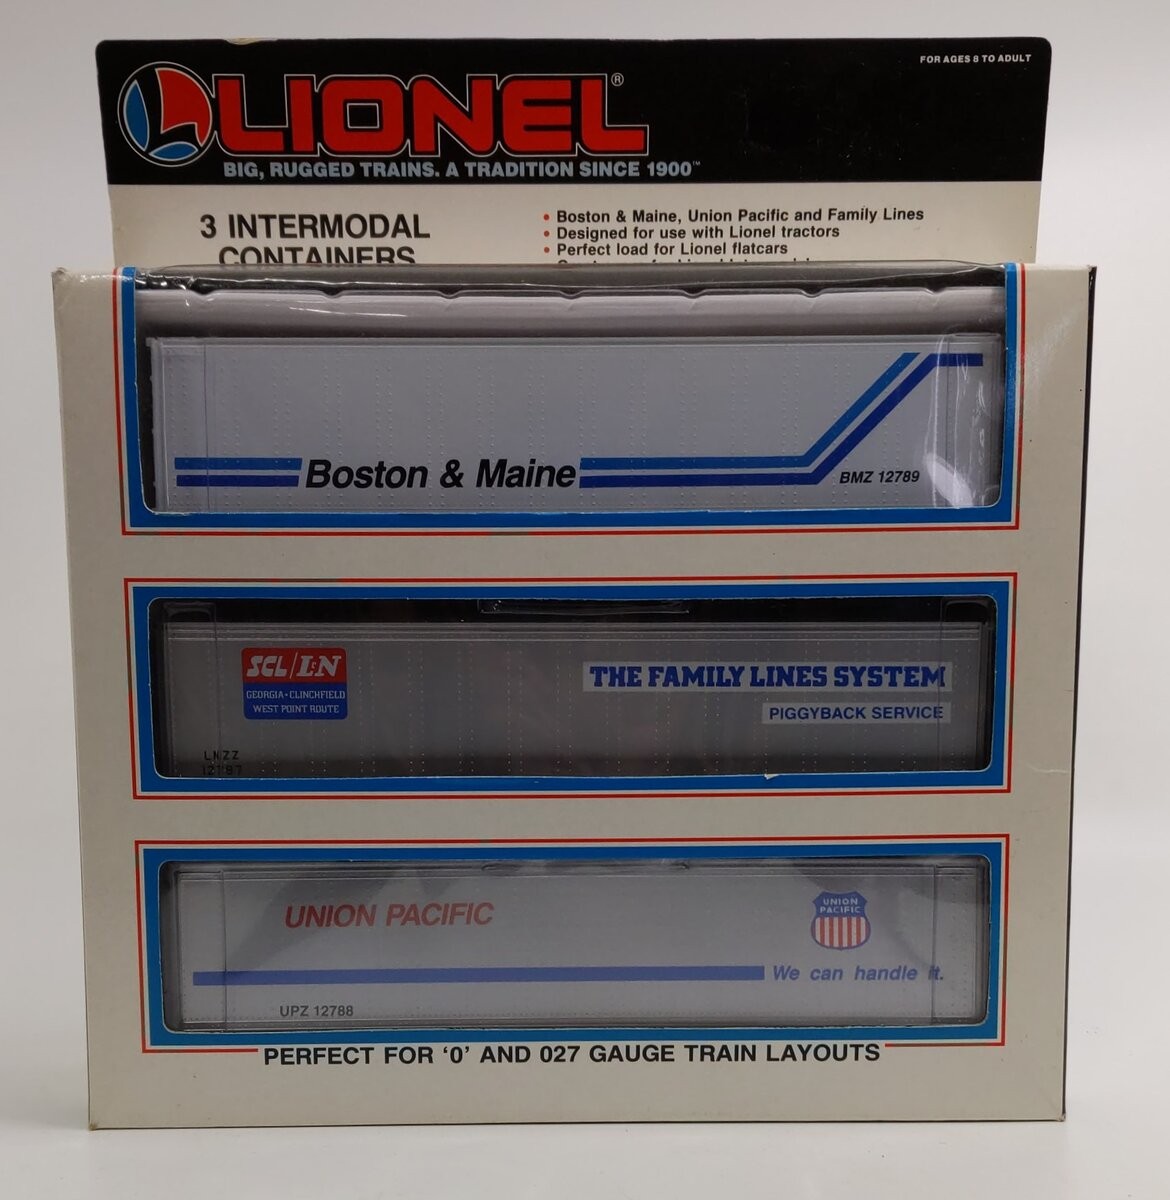 FOR AGES 8 TO ADULT
LIONEL®
BIG, RUGGED TRAINS. A TRADITION SINCE 1900™
3 INTERMODAL
CONTAINERS
• Boston & Maine, Union Pacific and Family Lines
• Designed for use with Lionel tractors
• Perfect load for Lionel flatcars
Boston & Maine
BMZ 12789
SCL/L&N
GEORGIA • CLINCHFIELD
WEST POINT ROUTE
THE FAMILY LINES SYSTEM
PIGGYBACK SERVICE
LNZZ
12787
UNION PACIFIC
UNION
PACIFIC
We can handle it.
UPZ 12788
PERFECT FOR ‘0’ AND 027 GAUGE TRAIN LAYOUTS